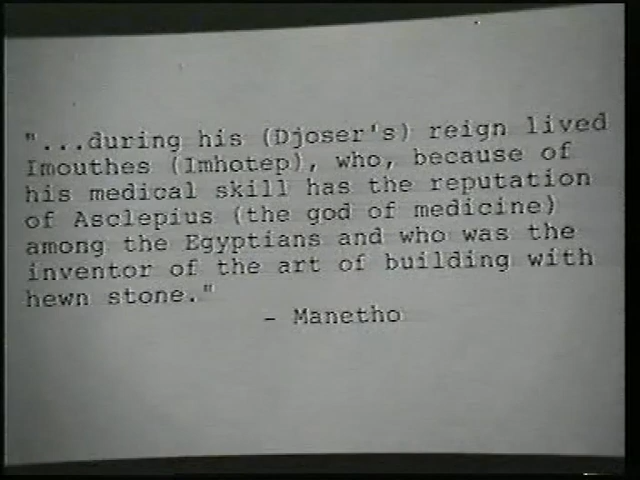 "...during his (Djoser's) reign lived
Imouthes (Imhotep), who, because of
his medical skill has the reputation
of Asclepius (the god of medicine)
among the Egyptians and who was the
inventor of the art of building with
hewn stone."
- Manetho